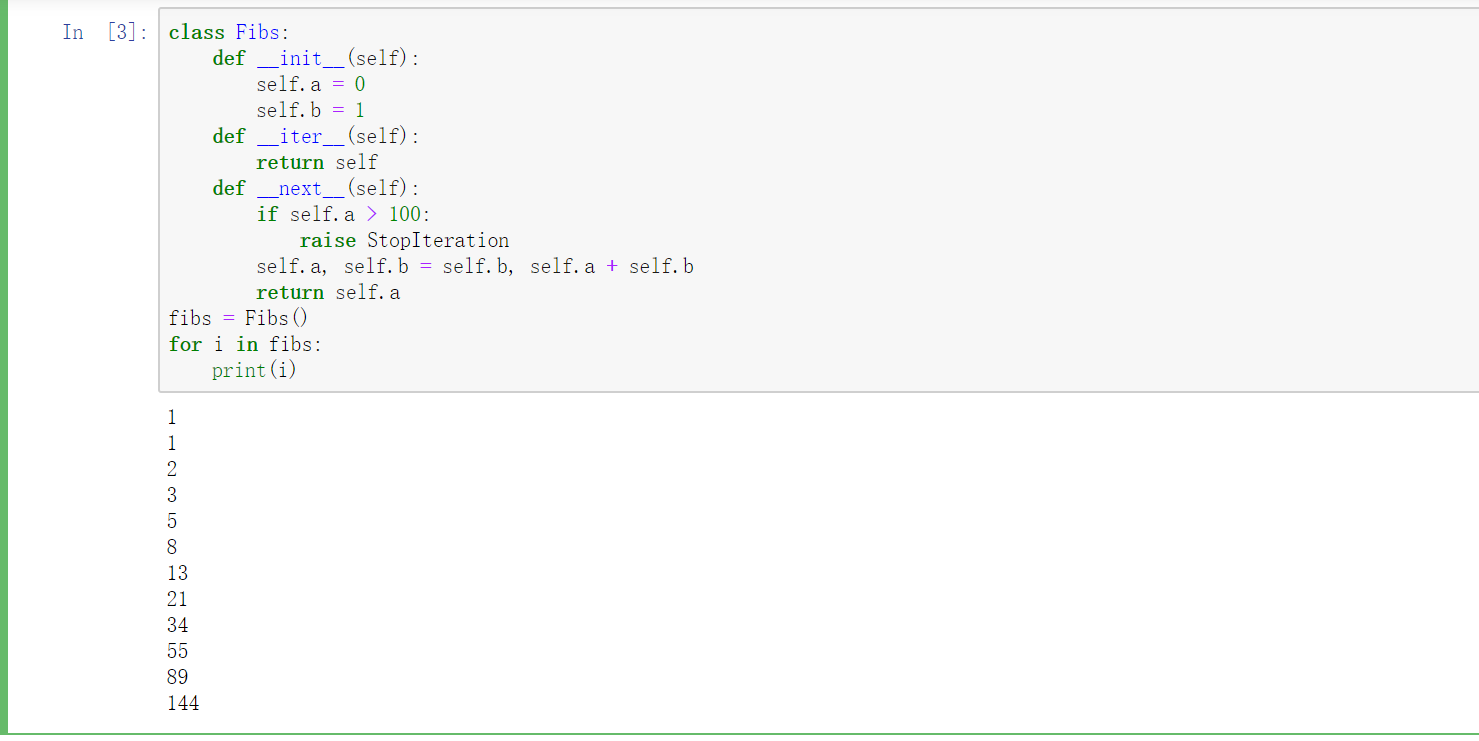 In [3]: class Fibs:
    def __init__(self):
        self.a = 0
        self.b = 1
    def __iter__(self):
        return self
    def __next__(self):
        if self.a > 100:
            raise StopIteration
        self.a, self.b = self.b, self.a + self.b
        return self.a
fibs = Fibs()
for i in fibs:
    print(i)
1
1
2
3
5
8
13
21
34
55
89
144